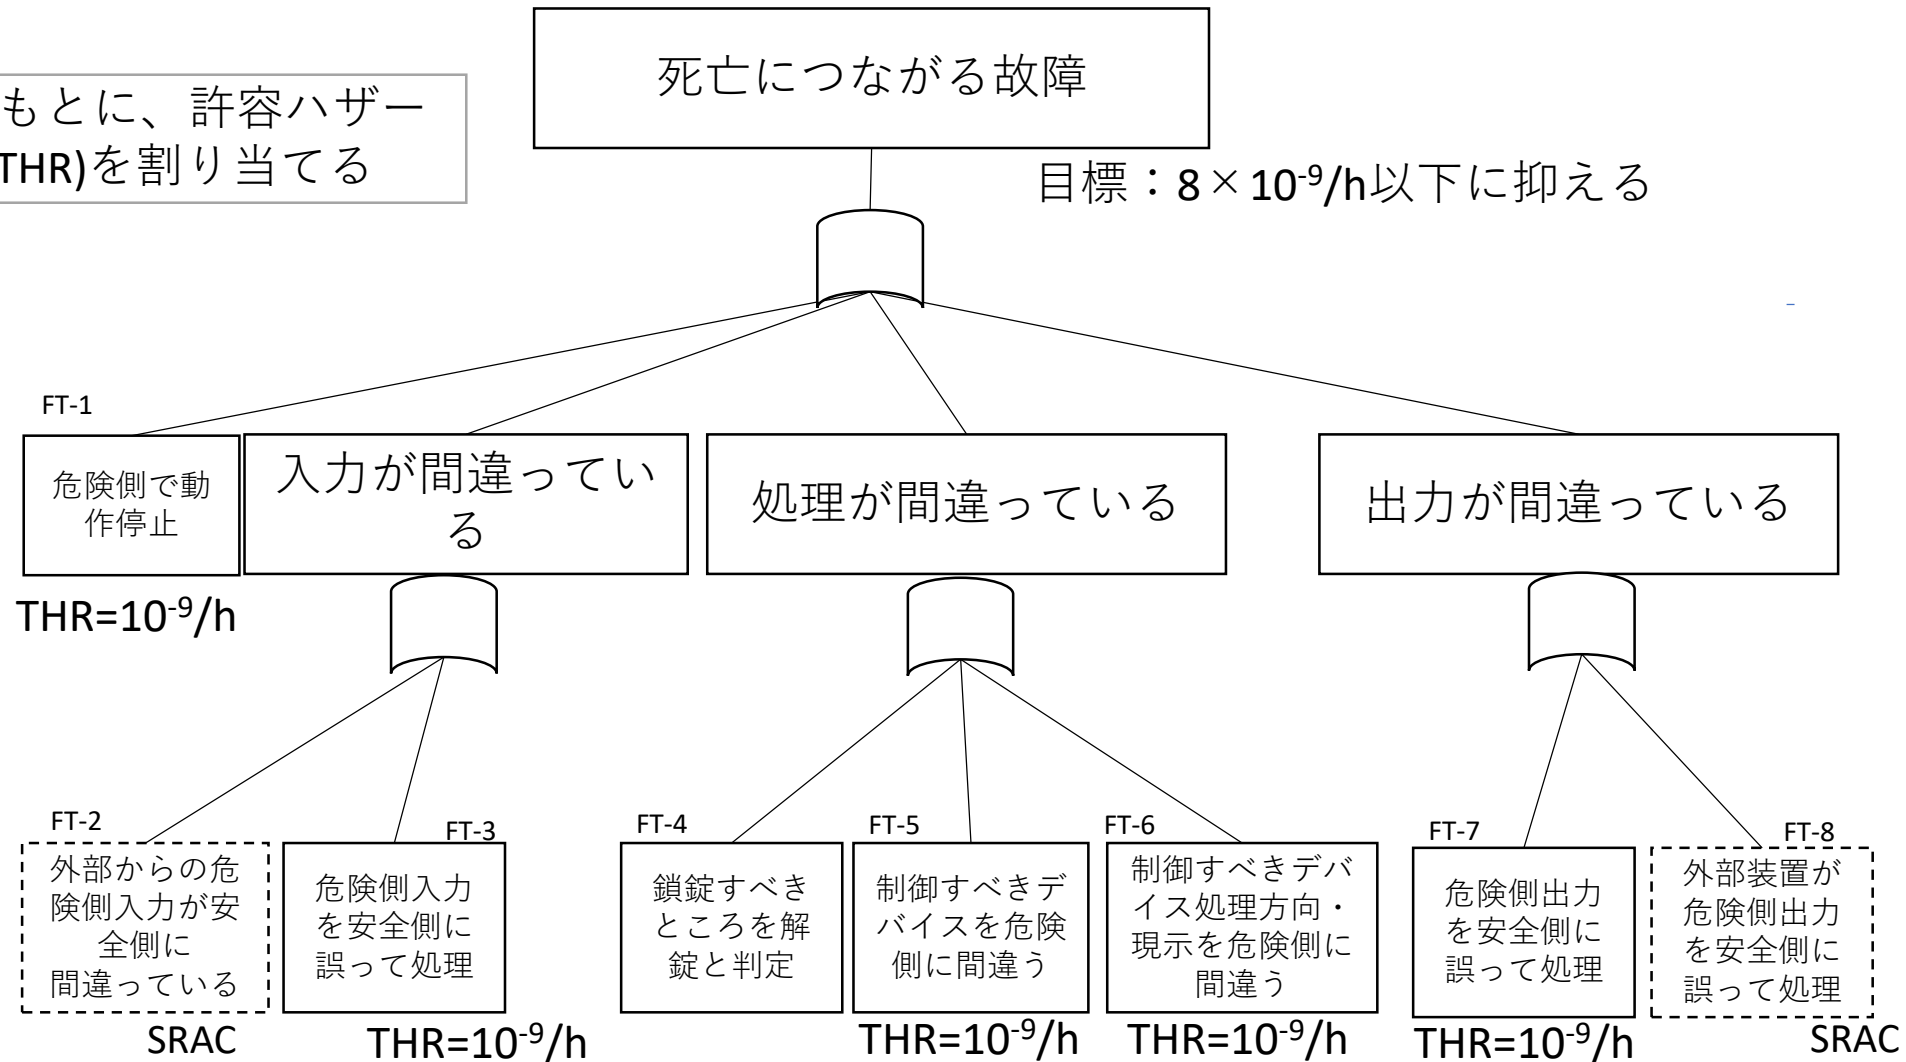 死亡につながる故障
もとに、許容ハザー
THR)を割り当てる
目標：8×10⁻⁹/h以下に抑える
FT-1
危険側で動
作停止
THR=10⁻⁹/h
入力が間違ってい
る
処理が間違っている
出力が間違っている
FT-2
外部からの危
険側入力が安
全側に
間違っている
SRAC
FT-3
危険側入力
を安全側に
誤って処理
THR=10⁻⁹/h
FT-4
鎖錠すべき
ところを解
錠と判定
FT-5
制御すべきデ
バイスを危険
側に間違う
THR=10⁻⁹/h
FT-6
制御すべきデバ
イス処理方向・
現示を危険側に
間違う
THR=10⁻⁹/h
FT-7
危険側出力
を安全側に
誤って処理
THR=10⁻⁹/h
FT-8
外部装置が
危険側出力
を安全側に
誤って処理
SRAC